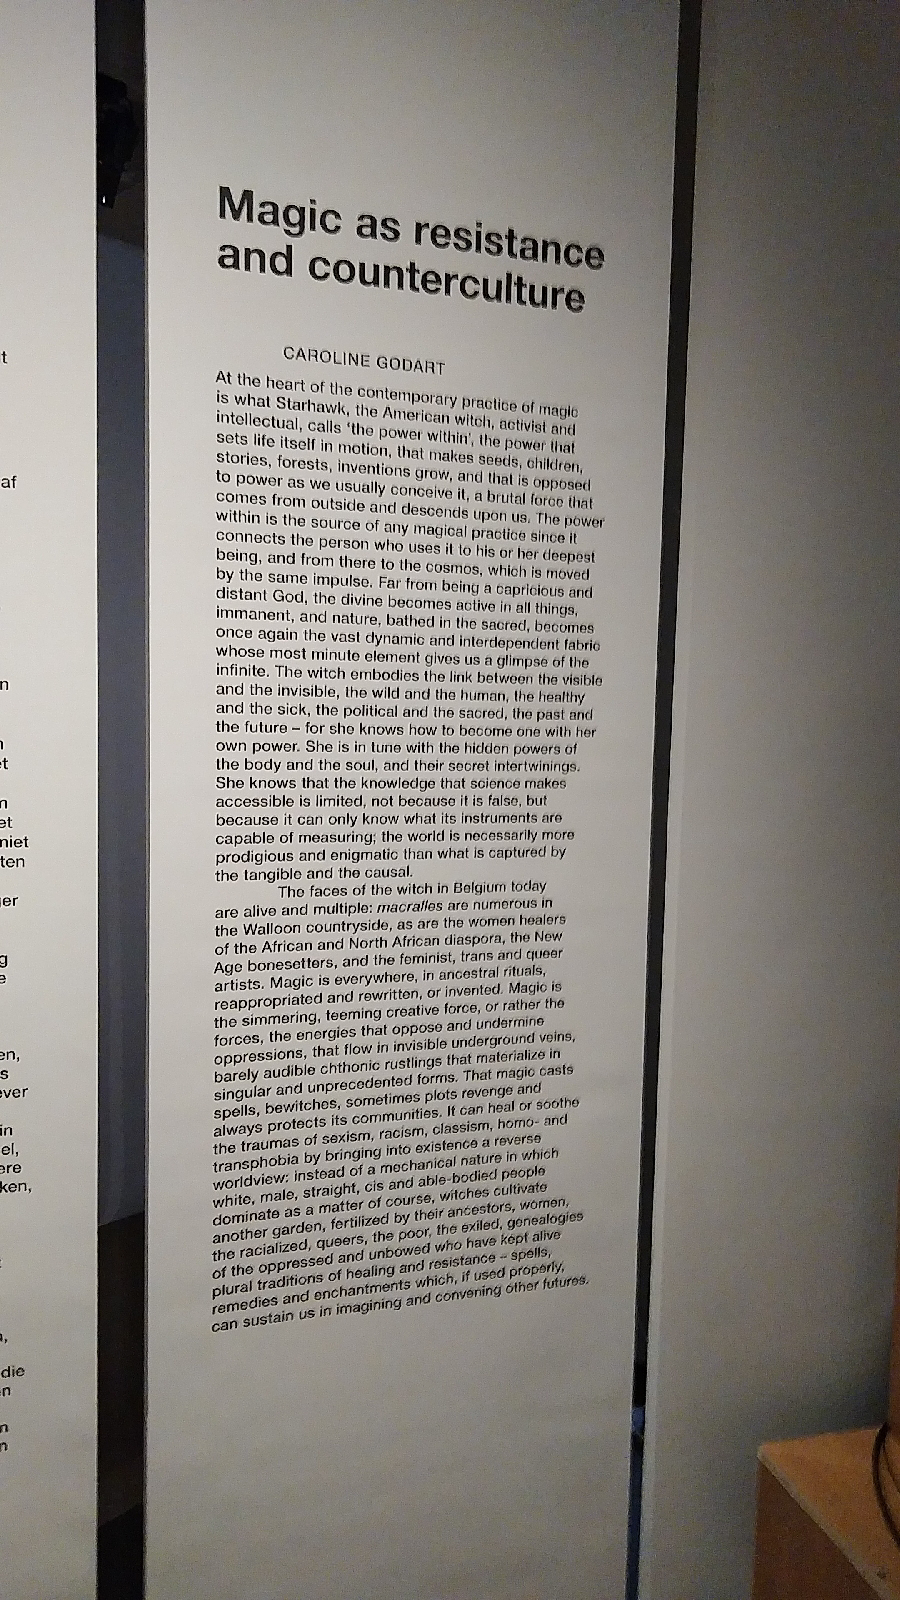 Magic as resistance
and counterculture
CAROLINE GODART
At the heart of the contemporary practice of magic
is what Starhawk, the American witch, activist and
intellectual, calls ‘the power within’, the power that
sets life itself in motion, that makes seeds, children,
stories, forests, inventions grow, and that is opposed
to power as we usually conceive it, a brutal force that
comes from outside and descends upon us. The power
within is the source of any magical practice since it
connects the person who uses it to his or her deepest
being, and from there to the cosmos, which is moved
by the same impulse. Far from being a capricious and
distant God, the divine becomes active in all things,
immanent, and nature, bathed in the sacred, becomes
once again the vast dynamic and interdependent fabric
whose most minute element gives us a glimpse of the
infinite. The witch embodies the link between the visible
and the invisible, the wild and the human, the healthy
and the sick, the political and the sacred, the past and
the future – for she knows how to become one with her
own power. She is in tune with the hidden powers of
the body and the soul, and their secret intertwinings.
She knows that the knowledge that science makes
accessible is limited, not because it is false, but
because it can only know what its instruments are
capable of measuring; the world is necessarily more
prodigious and enigmatic than what is captured by
the tangible and the causal.
The faces of the witch in Belgium today
are alive and multiple: macralles are numerous in
the Walloon countryside, as are the women healers
of the African and North African diaspora, the New
Age bonesetters, and the feminist, trans and queer
artists. Magic is everywhere, in ancestral rituals,
reappropriated and rewritten, or invented. Magic is
the simmering, teeming creative force, or rather the
forces, the energies that oppose and undermine
oppressions, that flow in invisible underground veins,
barely audible chthonic rustlings that materialize in
singular and unprecedented forms. That magic casts
spells, bewitches, sometimes plots revenge and
always protects its communities. It can heal or soothe
the traumas of sexism, racism, classism, homo- and
transphobia by bringing into existence a reverse
worldview: instead of a mechanical nature in which
white, male, straight, cis and able-bodied people
dominate as a matter of course, witches cultivate
another garden, fertilized by their ancestors, women,
the racialized, queers, the poor, the exiled, genealogies
of the oppressed and unbowed who have kept alive
plural traditions of healing and resistance – spells,
remedies and enchantments which, if used properly,
can sustain us in imagining and convening other futures.